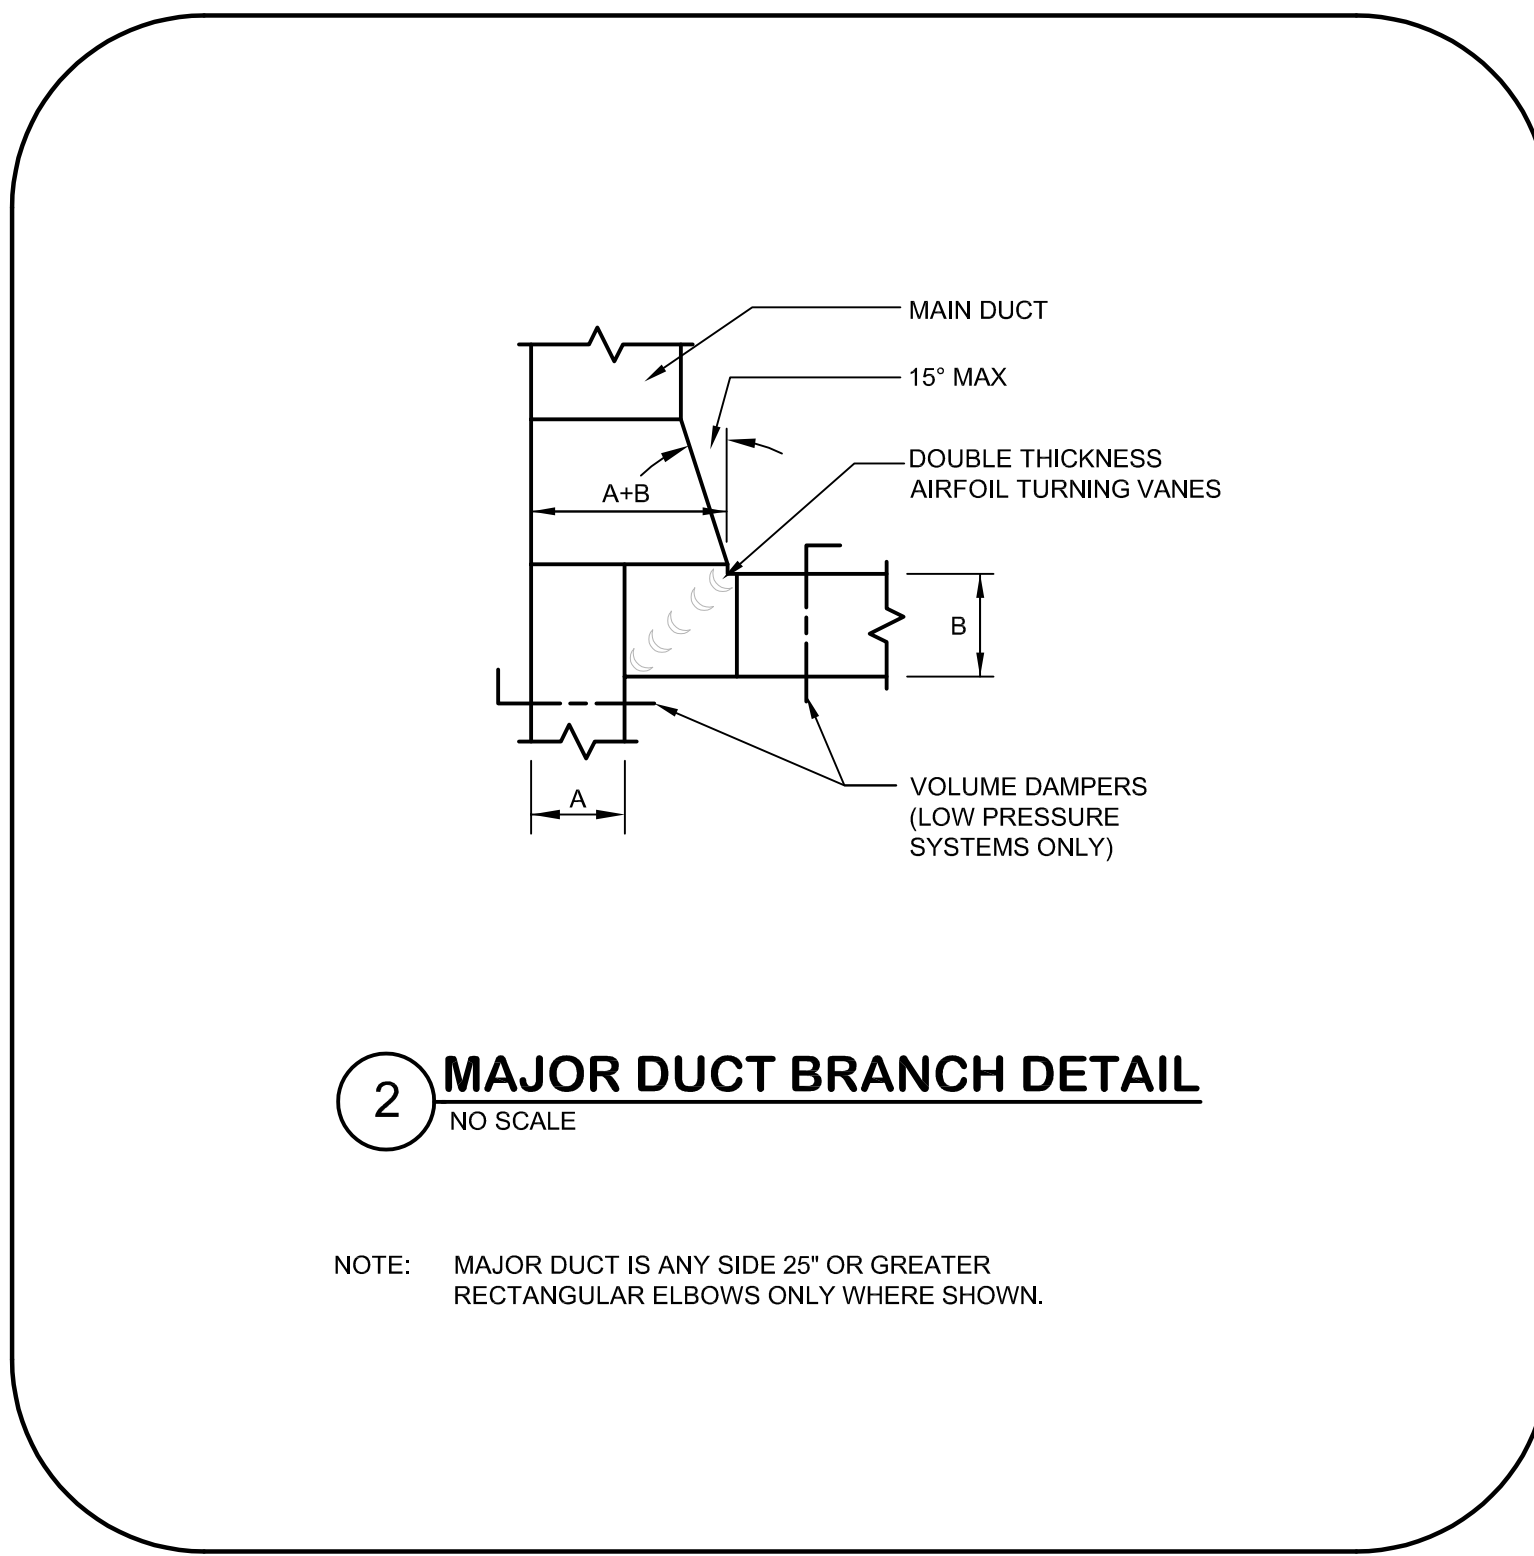 MAIN DUCT
15° MAX
DOUBLE THICKNESS
AIRFOIL TURNING VANES
A+B
B
A
VOLUME DAMPERS
(LOW PRESSURE
SYSTEMS ONLY)
2 MAJOR DUCT BRANCH DETAIL
NO SCALE
NOTE: MAJOR DUCT IS ANY SIDE 25" OR GREATER
RECTANGULAR ELBOWS ONLY WHERE SHOWN.